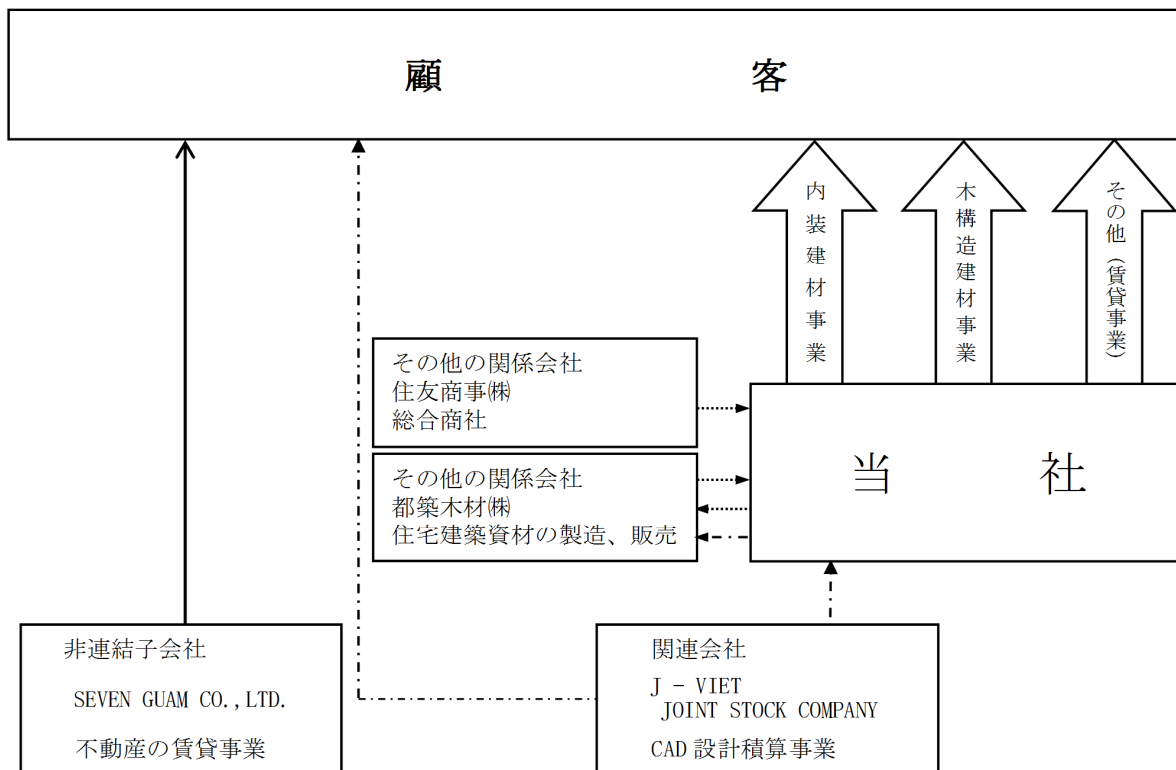 顧客
内装建材事業
木構造建材事業
その他(賃貸事業)
その他の関係会社
住友商事㈱
総合商社
その他の関係会社
都築木材㈱
住宅建築資材の製造、販売
当社
非連結子会社
SEVEN GUAM CO.,LTD.
不動産の賃貸事業
関連会社
J－VIET
JOINT STOCK COMPANY
CAD設計積算事業